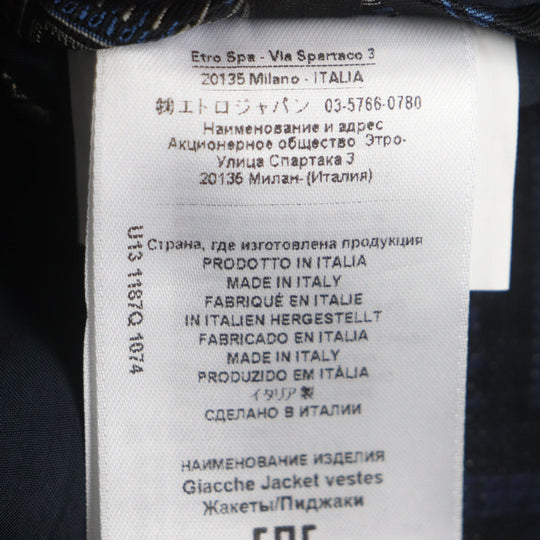 Etro Spa - Via Spartaco 3
20135 Milano - ITALIA
㈱エトロジャパン 03-5766-0780
Наименование и адрес
Акционерное общество Этро-
Улица Спартака 3
20135 Милан-(Италия)
U13 1187Q 1074
Страна, где изготовлена продукция
PRODOTTO IN ITALIA
MADE IN ITALY
FABRIQUÉ EN ITALIE
IN ITALIEN HERGESTELLT
FABRICADO EN ITALIA
MADE IN ITALY
PRODUZIDO EM ITÁLIA
イタリア製
СДЕЛАНО В ИТАЛИИ
НАИМЕНОВАНИЕ ИЗДЕЛИЯ
Giacche Jacket vestes
Жакеты/Пиджаки